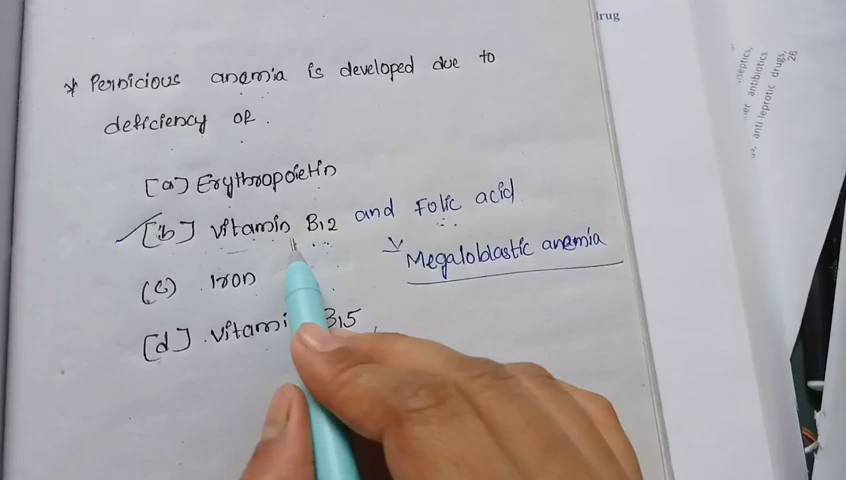 * Pernicious anemia is developed due to
deficiency of.
[a] Erythropoietin
[b] vitamin B12 and Folic acid
Megaloblastic anemia
(c) Iron
[d] vitami B15
rug
septics,
er antibiotics
anti-leprotic drugs,
26